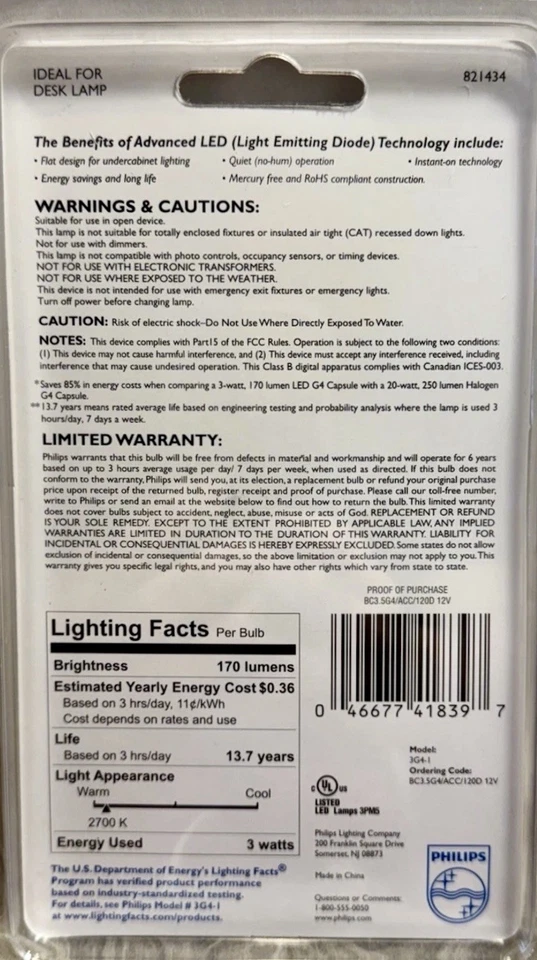 IDEAL FOR
DESK LAMP
821434
The Benefits of Advanced LED (Light Emitting Diode) Technology include:
• Flat design for undercabinet lighting • Quiet (no-hum) operation • Instant-on technology
• Energy savings and long life • Mercury free and RoHS compliant construction.
WARNINGS & CAUTIONS:
Suitable for use in open device.
This lamp is not suitable for totally enclosed fixtures or insulated air tight (CAT) recessed down lights.
Not for use with dimmers.
This lamp is not compatible with photo controls, occupancy sensors, or timing devices.
NOT FOR USE WITH ELECTRONIC TRANSFORMERS.
NOT FOR USE WHERE EXPOSED TO THE WEATHER.
This device is not intended for use with emergency exit fixtures or emergency lights.
Turn off power before changing lamp.
CAUTION: Risk of electric shock–Do Not Use Where Directly Exposed To Water.
NOTES: This device complies with Part15 of the FCC Rules. Operation is subject to the following two conditions:
(1) This device may not cause harmful interference, and (2) This device must accept any interference received, including
interference that may cause undesired operation. This Class B digital apparatus complies with Canadian ICES-003.
*Saves 85% in energy costs when comparing a 3-watt, 170 lumen LED G4 Capsule with a 20-watt, 250 lumen Halogen
G4 Capsule.
**13.7 years means rated average life based on engineering testing and probability analysis where the lamp is used 3
hours/day, 7 days a week.
LIMITED WARRANTY:
Philips warrants that this bulb will be free from defects in material and workmanship and will operate for 6 years
based on up to 3 hours average usage per day/ 7 days per week, when used as directed. If this bulb does not
conform to the warranty, Philips will send you, at its election, a replacement bulb or refund your original purchase
price upon receipt of the returned bulb, register receipt and proof of purchase. Please call our toll-free number,
write to Philips or send an email at the website below to find out how to return the bulb. This limited warranty
does not cover bulbs subject to accident, neglect, abuse, misuse or acts of God. REPLACEMENT OR REFUND
IS YOUR SOLE REMEDY. EXCEPT TO THE EXTENT PROHIBITED BY APPLICABLE LAW, ANY IMPLIED
WARRANTIES ARE LIMITED IN DURATION TO THE DURATION OF THIS WARRANTY. LIABILITY FOR
INCIDENTAL OR CONSEQUENTIAL DAMAGES IS HEREBY EXPRESSLY EXCLUDED. Some states do not allow
exclusion of incidental or consequential damages, so the above limitation or exclusion may not apply to you. This
warranty gives you specific legal rights, and you may also have other rights which vary from state to state.
PROOF OF PURCHASE
BC3.5G4/ACC/120D 12V
Lighting Facts Per Bulb
Brightness 170 lumens
Estimated Yearly Energy Cost $0.36
Based on 3 hrs/day, 11¢/kWh
Cost depends on rates and use
Life
Based on 3 hrs/day 13.7 years
Light Appearance
Warm Cool
2700 K
Energy Used 3 watts
The U.S. Department of Energy's Lighting Facts®
Program has verified product performance
based on industry-standardized testing.
For details, see Philips Model # 3G4-1
at www.lightingfacts.com/products.
0 46677 41839 7
Model:
3G4-1
Ordering Code:
BC3.5G4/ACC/120D 12V
c UL us
LISTED
LED Lamps 3PM5
Philips Lighting Company
200 Franklin Square Drive
Somerset, NJ 08873
Made in China
Questions or Comments:
1-800-555-0050
www.philips.com
PHILIPS